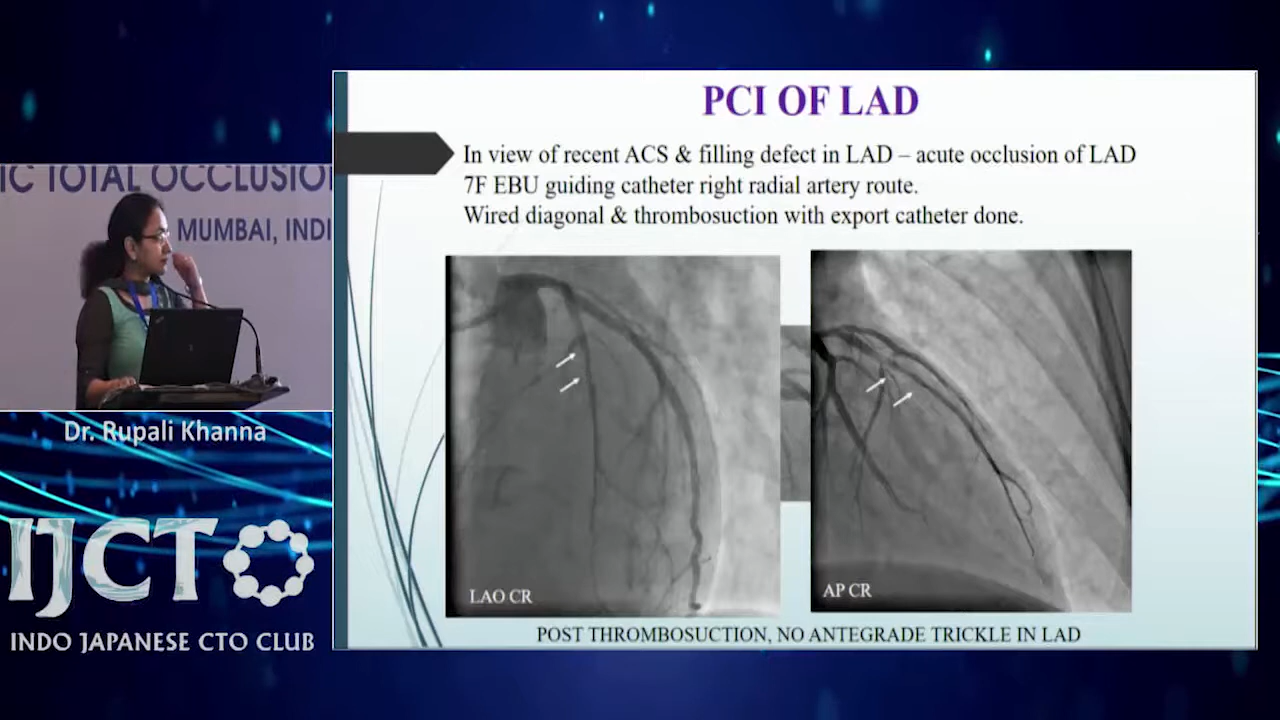 IC TOTAL OCCLUSIO
MUMBAI, INDI
Dr. Rupali Khanna
IJCTO
INDO JAPANESE CTO CLUB
PCI OF LAD
In view of recent ACS & filling defect in LAD – acute occlusion of LAD
7F EBU guiding catheter right radial artery route.
Wired diagonal & thrombosuction with export catheter done.
LAO CR
AP CR
POST THROMBOSUCTION, NO ANTEGRADE TRICKLE IN LAD